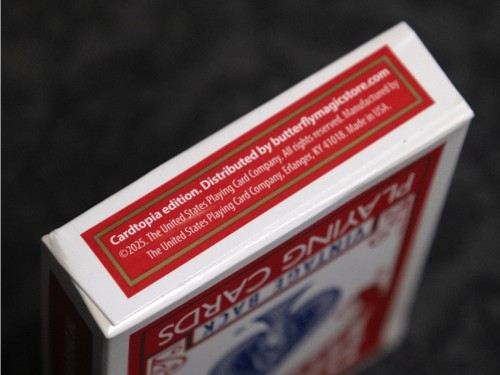 Cardtopia edition. Distributed by butterflymagicstore.com
©2025. The United States Playing Card Company. All rights reserved. Manufactured by
The United States Playing Card Company, Erlanger, KY 41018. Made in USA.
PLAYING CARDS
VINTAGE BACK